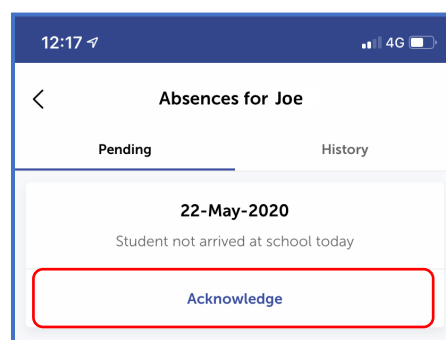 12:17 4G
Absences for Joe
Pending History
22-May-2020
Student not arrived at school today
Acknowledge